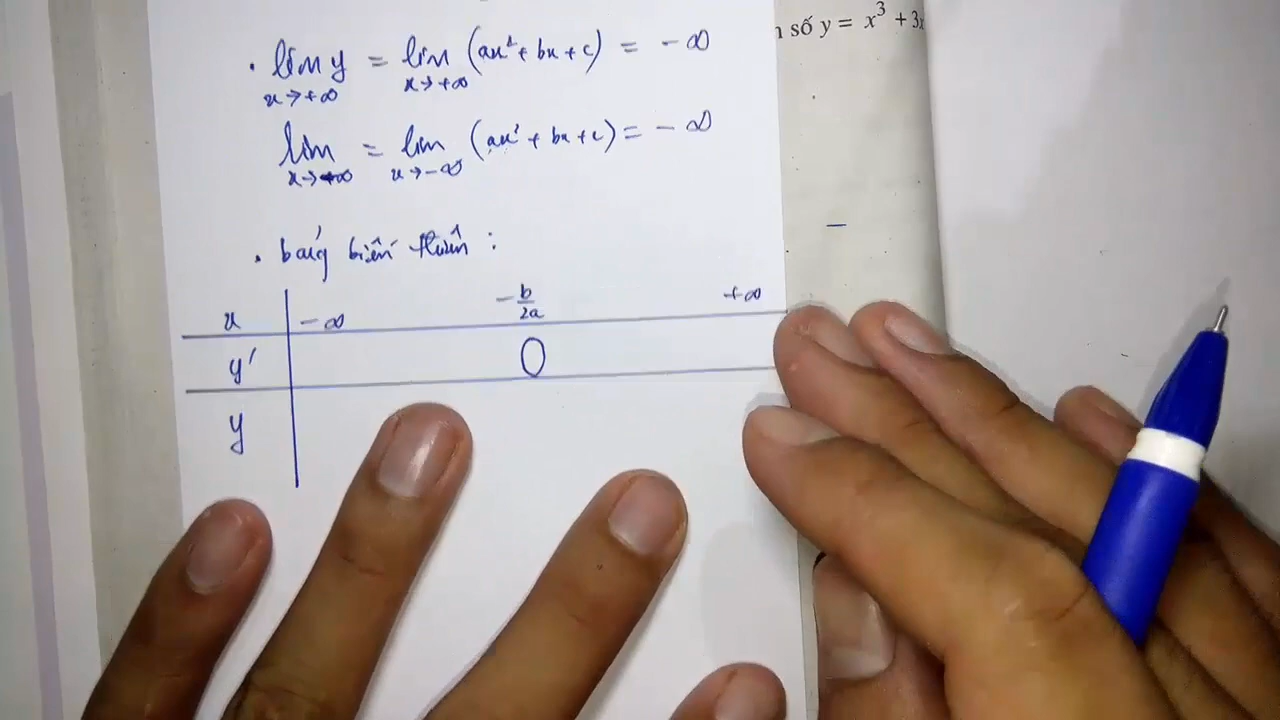 • lim y = lim (ax² + bx + c) = -∞
x→+∞ x→+∞
lim = lim (ax² + bx + c) = -∞
x→-∞ x→-∞
• bảng biến thiên :
x -∞ -b/2a +∞
y' 0
y
số y = x³ + 3x